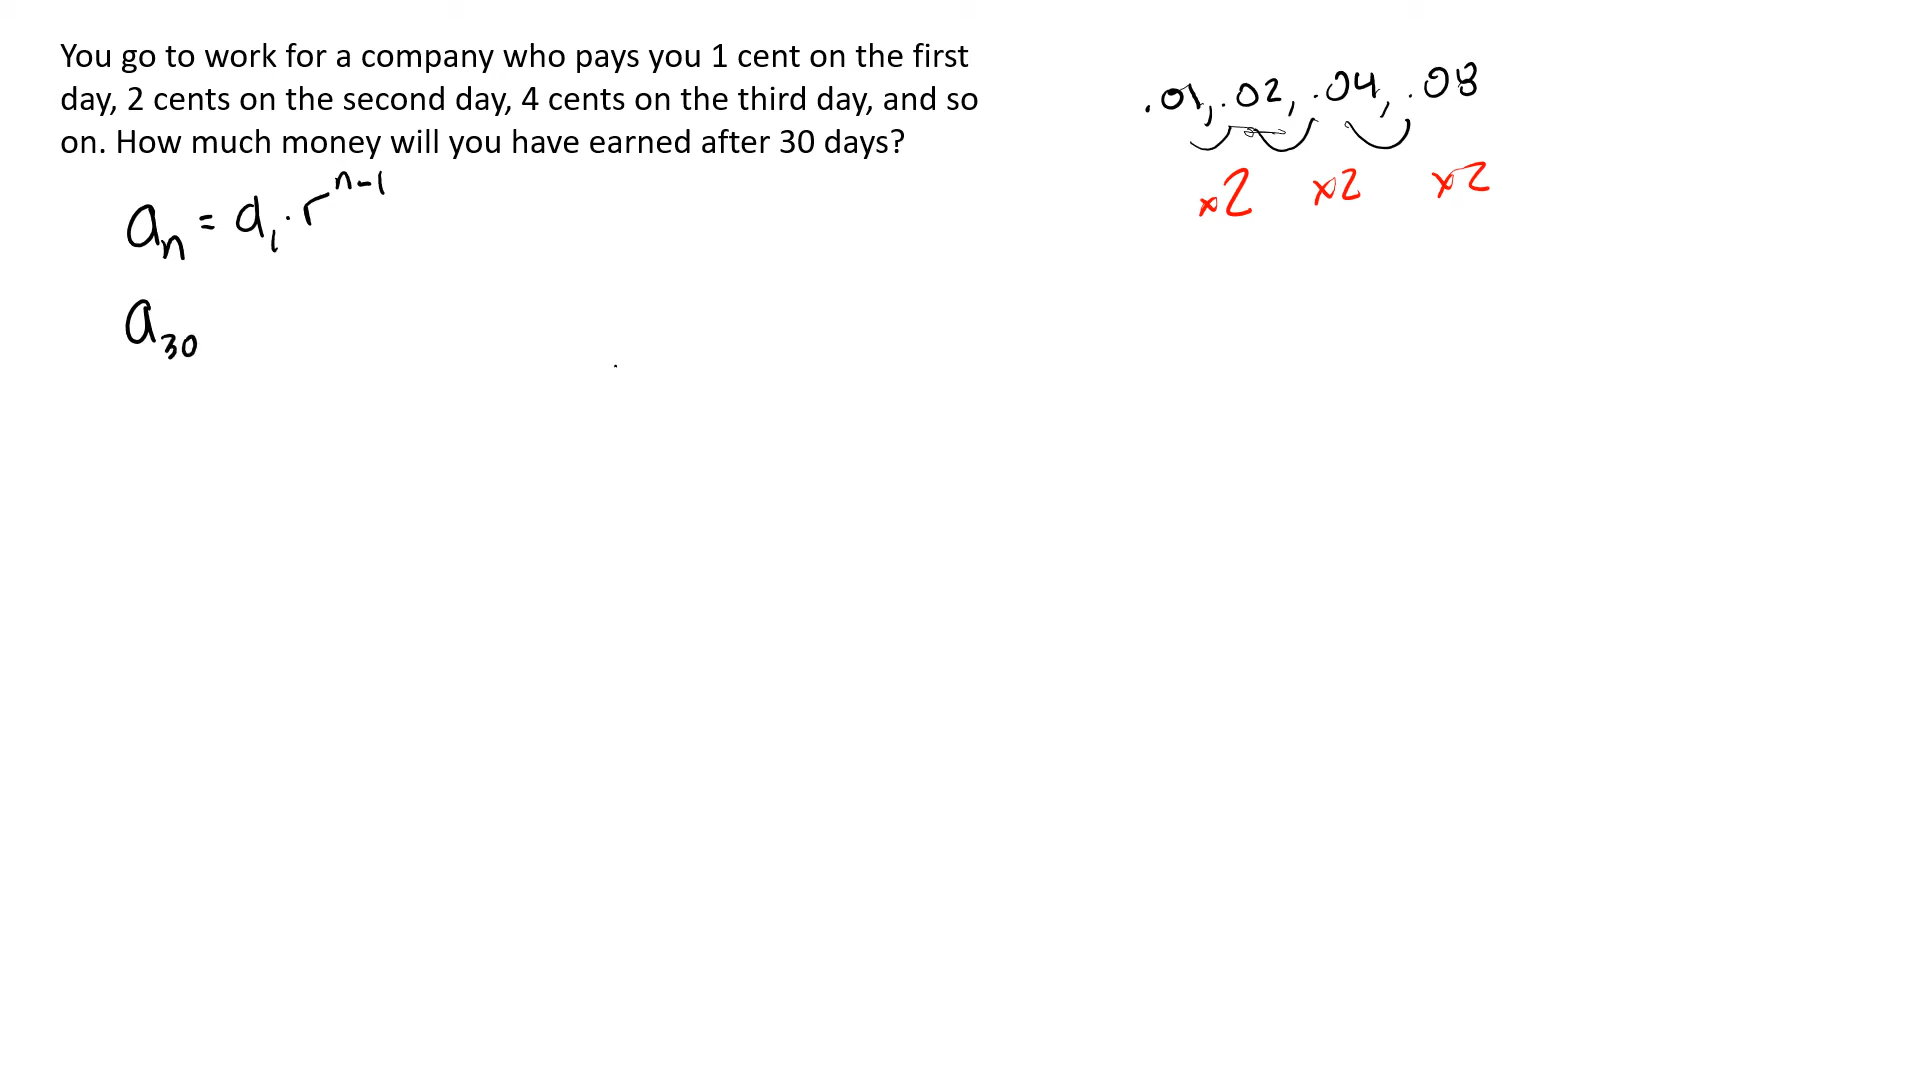 You go to work for a company who pays you 1 cent on the first
day, 2 cents on the second day, 4 cents on the third day, and so
on. How much money will you have earned after 30 days?
.01, .02, .04, .08
×2 ×2 ×2
aₙ = a₁ · rⁿ⁻¹
a₃₀